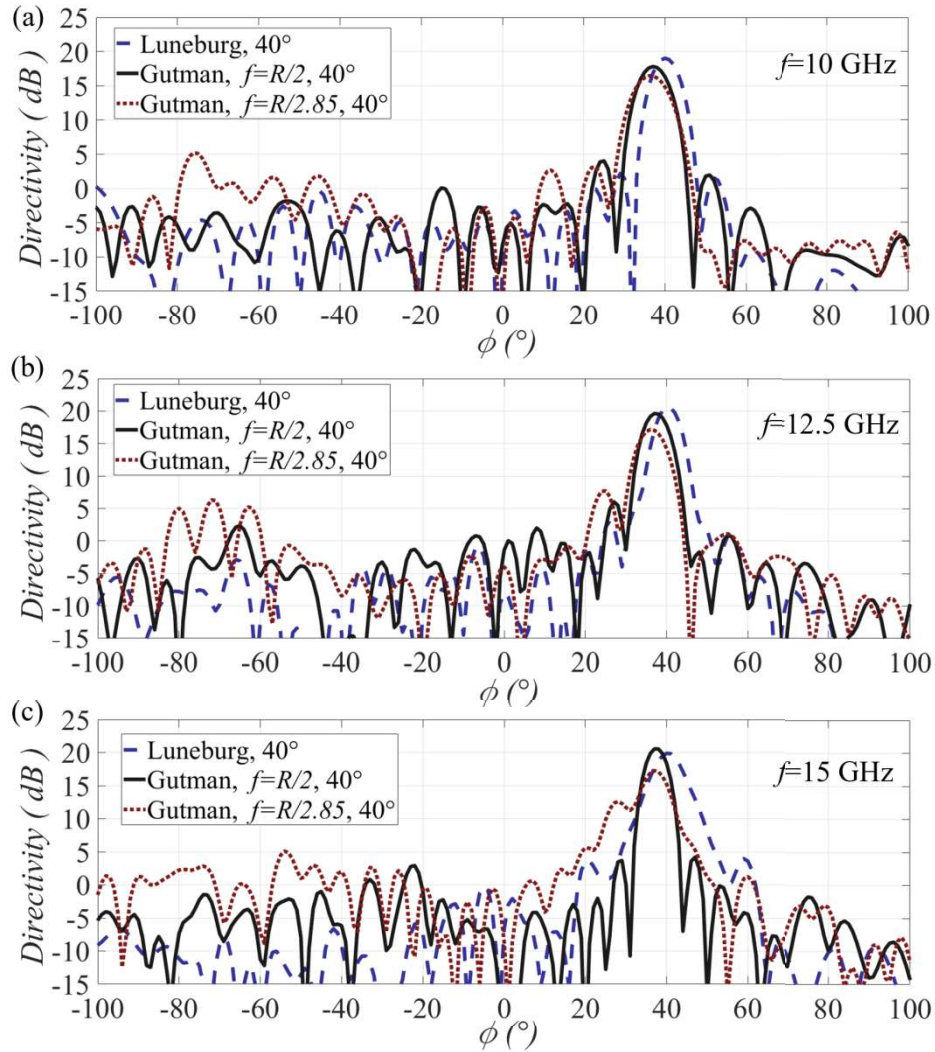 (a)
25
20
15
10
5
0
-5
-10
-15
Directivity ( dB )
Luneburg, 40°
Gutman, f=R/2, 40°
Gutman, f=R/2.85, 40°
f=10 GHz
-100 -80 -60 -40 -20 0 20 40 60 80 100
ϕ (°)
(b)
25
20
15
10
5
0
-5
-10
-15
Directivity ( dB )
Luneburg, 40°
Gutman, f=R/2, 40°
Gutman, f=R/2.85, 40°
f=12.5 GHz
-100 -80 -60 -40 -20 0 20 40 60 80 100
ϕ (°)
(c)
25
20
15
10
5
0
-5
-10
-15
Directivity ( dB )
Luneburg, 40°
Gutman, f=R/2, 40°
Gutman, f=R/2.85, 40°
f=15 GHz
-100 -80 -60 -40 -20 0 20 40 60 80 100
ϕ (°)